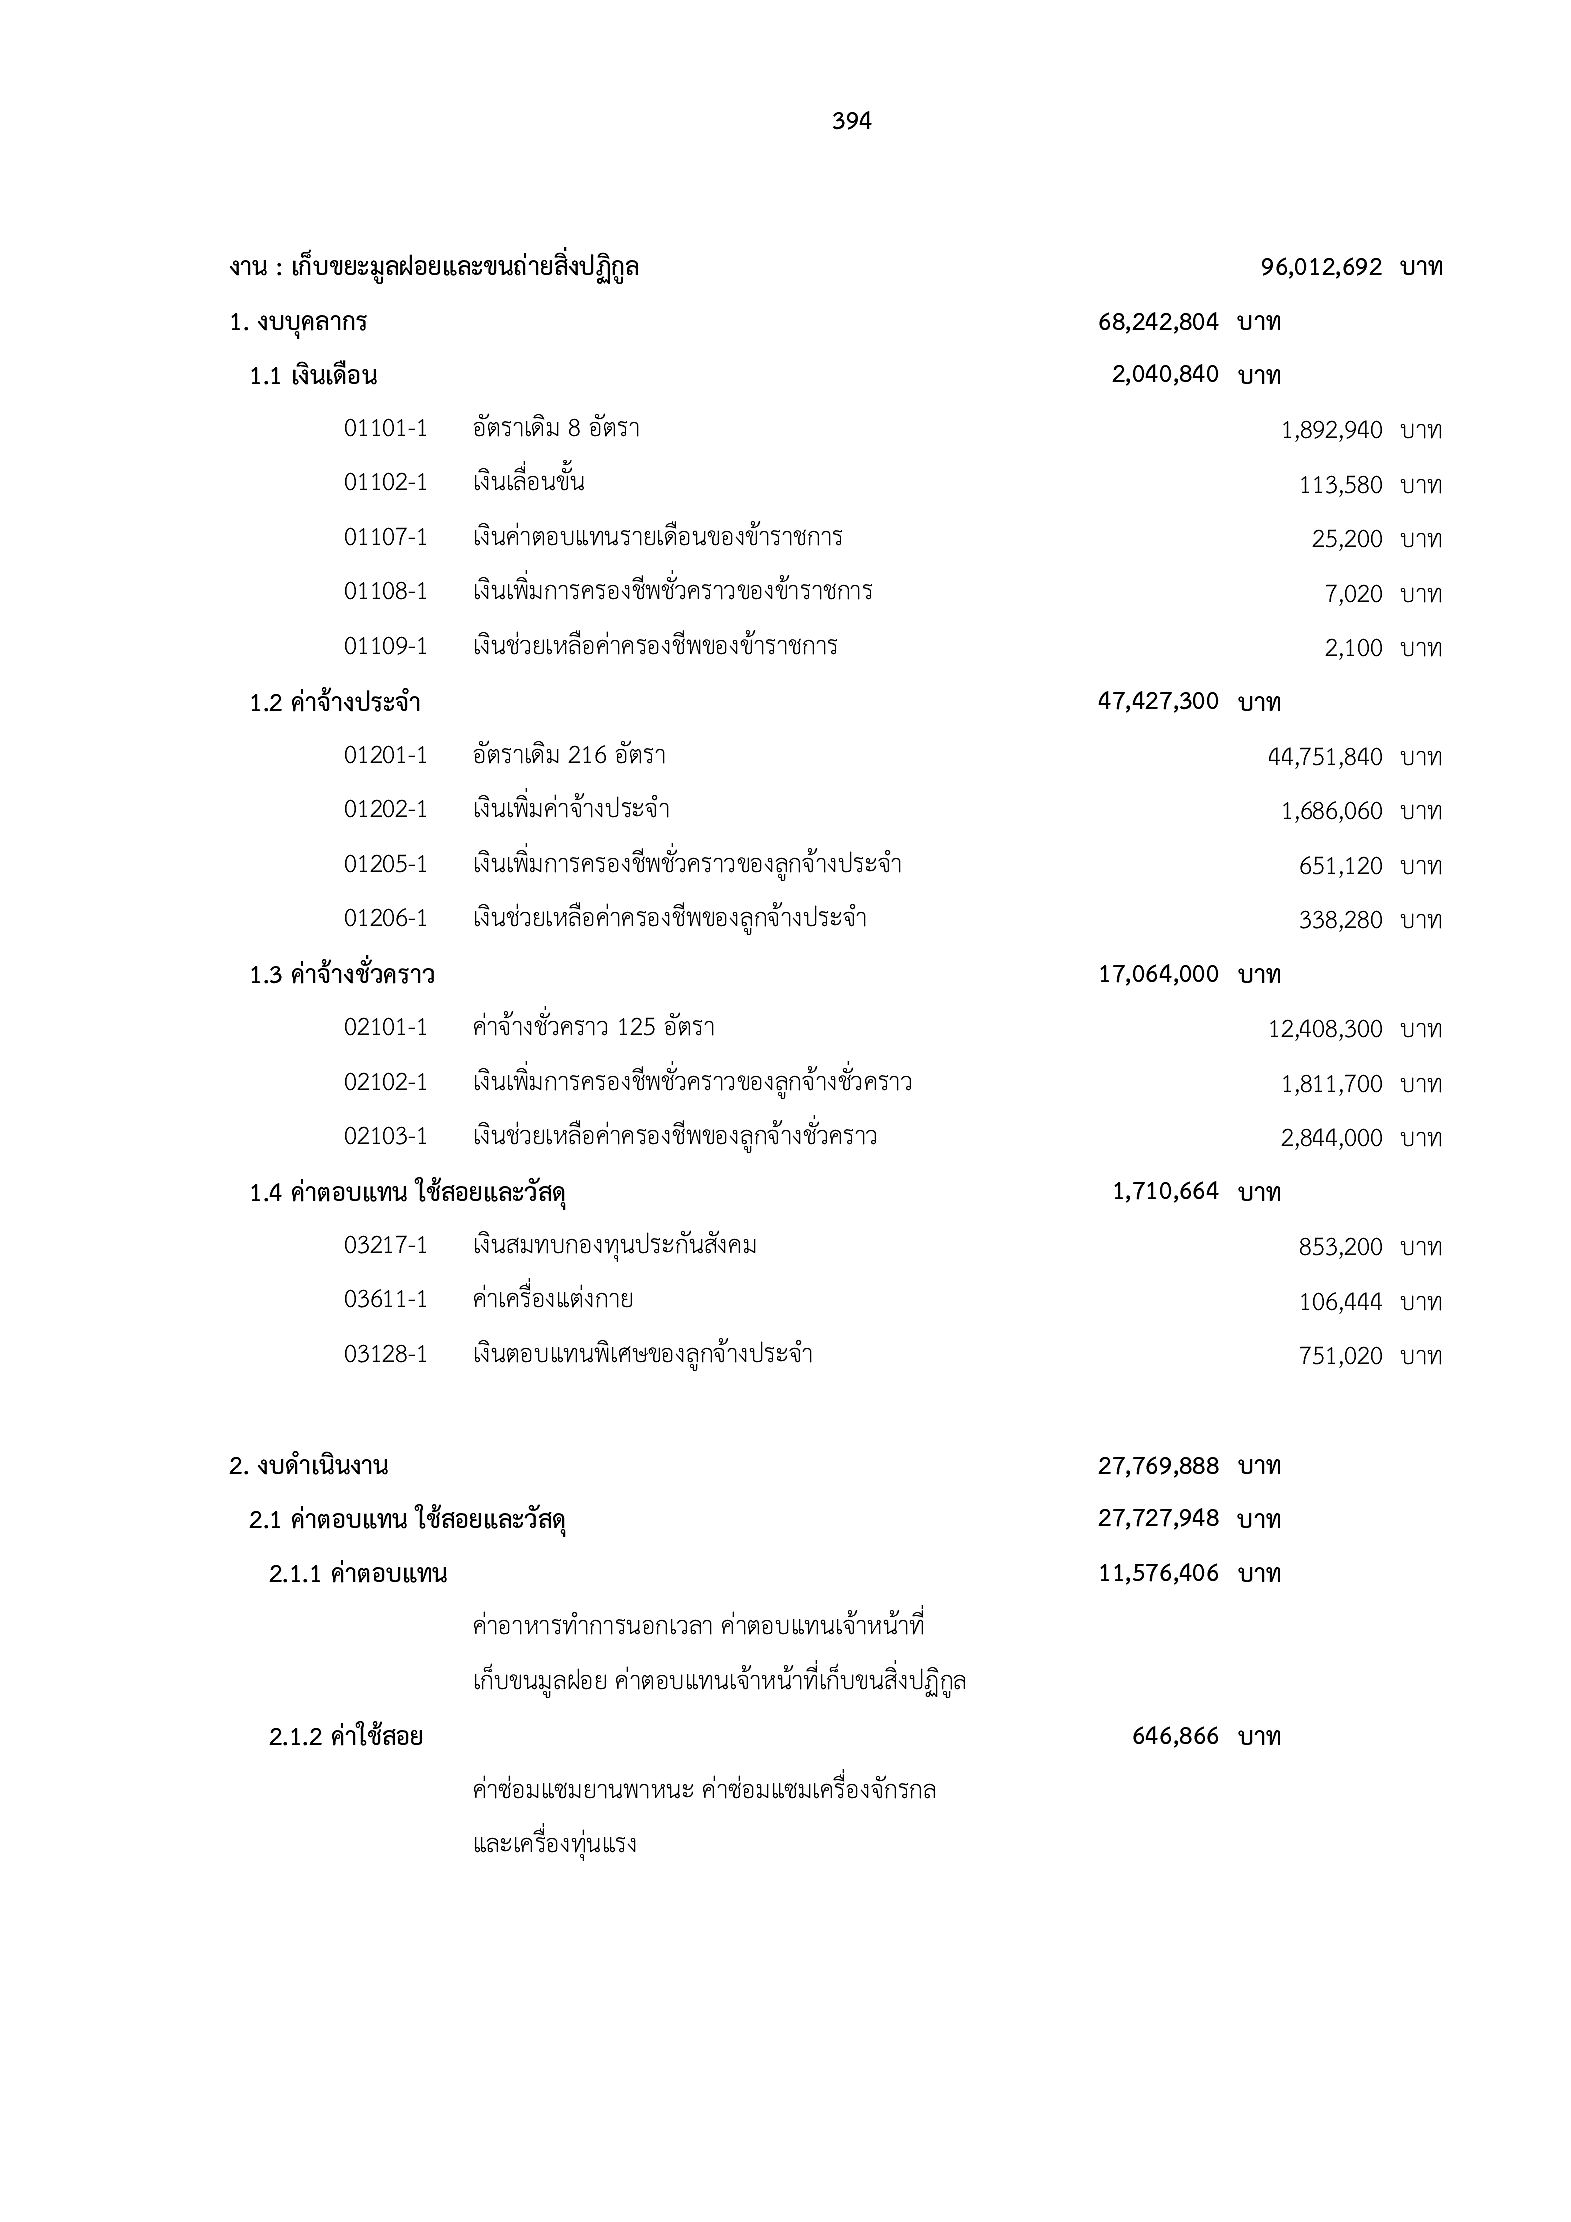 394
งาน : เก็บขยะมูลฝอยและขนถ่ายสิ่งปฏิกูล 96,012,692 บาท
1. งบบุคลากร 68,242,804 บาท
1.1 เงินเดือน 2,040,840 บาท
01101-1 อัตราเดิม 8 อัตรา 1,892,940 บาท
01102-1 เงินเลื่อนขั้น 113,580 บาท
01107-1 เงินค่าตอบแทนรายเดือนของข้าราชการ 25,200 บาท
01108-1 เงินเพิ่มการครองชีพชั่วคราวของข้าราชการ 7,020 บาท
01109-1 เงินช่วยเหลือค่าครองชีพของข้าราชการ 2,100 บาท
1.2 ค่าจ้างประจำ 47,427,300 บาท
01201-1 อัตราเดิม 216 อัตรา 44,751,840 บาท
01202-1 เงินเพิ่มค่าจ้างประจำ 1,686,060 บาท
01205-1 เงินเพิ่มการครองชีพชั่วคราวของลูกจ้างประจำ 651,120 บาท
01206-1 เงินช่วยเหลือค่าครองชีพของลูกจ้างประจำ 338,280 บาท
1.3 ค่าจ้างชั่วคราว 17,064,000 บาท
02101-1 ค่าจ้างชั่วคราว 125 อัตรา 12,408,300 บาท
02102-1 เงินเพิ่มการครองชีพชั่วคราวของลูกจ้างชั่วคราว 1,811,700 บาท
02103-1 เงินช่วยเหลือค่าครองชีพของลูกจ้างชั่วคราว 2,844,000 บาท
1.4 ค่าตอบแทน ใช้สอยและวัสดุ 1,710,664 บาท
03217-1 เงินสมทบกองทุนประกันสังคม 853,200 บาท
03611-1 ค่าเครื่องแต่งกาย 106,444 บาท
03128-1 เงินตอบแทนพิเศษของลูกจ้างประจำ 751,020 บาท
2. งบดำเนินงาน 27,769,888 บาท
2.1 ค่าตอบแทน ใช้สอยและวัสดุ 27,727,948 บาท
2.1.1 ค่าตอบแทน 11,576,406 บาท
ค่าอาหารทำการนอกเวลา ค่าตอบแทนเจ้าหน้าที่
เก็บขนมูลฝอย ค่าตอบแทนเจ้าหน้าที่เก็บขนสิ่งปฏิกูล
2.1.2 ค่าใช้สอย 646,866 บาท
ค่าซ่อมแซมยานพาหนะ ค่าซ่อมแซมเครื่องจักรกล
และเครื่องทุ่นแรง